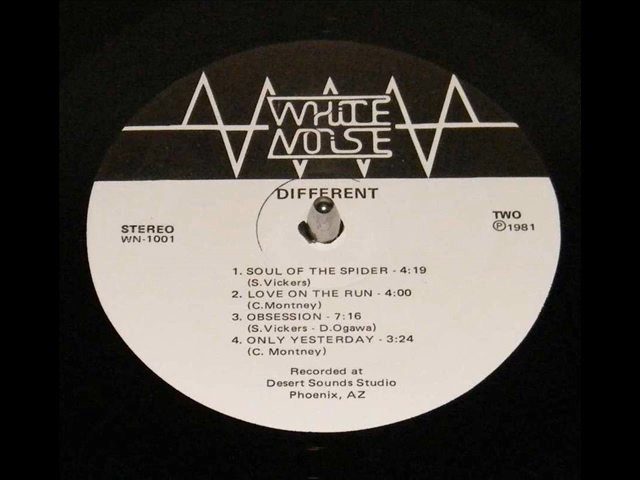 WHITE
NOISE
DIFFERENT
STEREO
WN-1001
TWO
Ⓟ1981
1. SOUL OF THE SPIDER - 4:19
(S.Vickers)
2. LOVE ON THE RUN - 4:00
(C.Montney)
3. OBSESSION - 7:16
(S.Vickers - D.Ogawa)
4. ONLY YESTERDAY - 3:24
(C. Montney)
Recorded at
Desert Sounds Studio
Phoenix, AZ